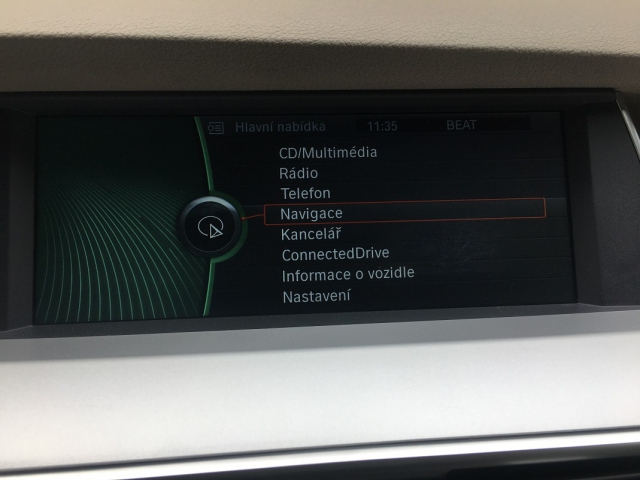 Hlavní nabídka 11:35 BEAT
CD/Multimédia
Rádio
Telefon
Navigace
Kancelář
ConnectedDrive
Informace o vozidle
Nastavení